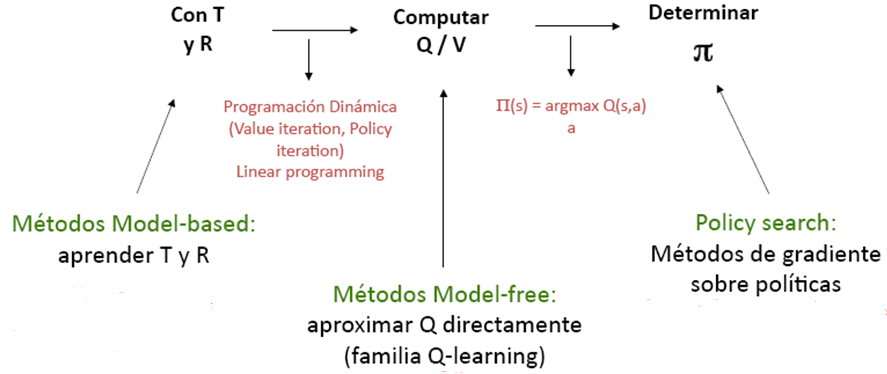 Con T
y R
Computar
Q / V
Determinar
π
Programación Dinámica
(Value iteration, Policy
iteration)
Linear programming
Π(s) = argmax Q(s,a)
a
Métodos Model-based:
aprender T y R
Métodos Model-free:
aproximar Q directamente
(familia Q-learning)
Policy search:
Métodos de gradiente
sobre políticas